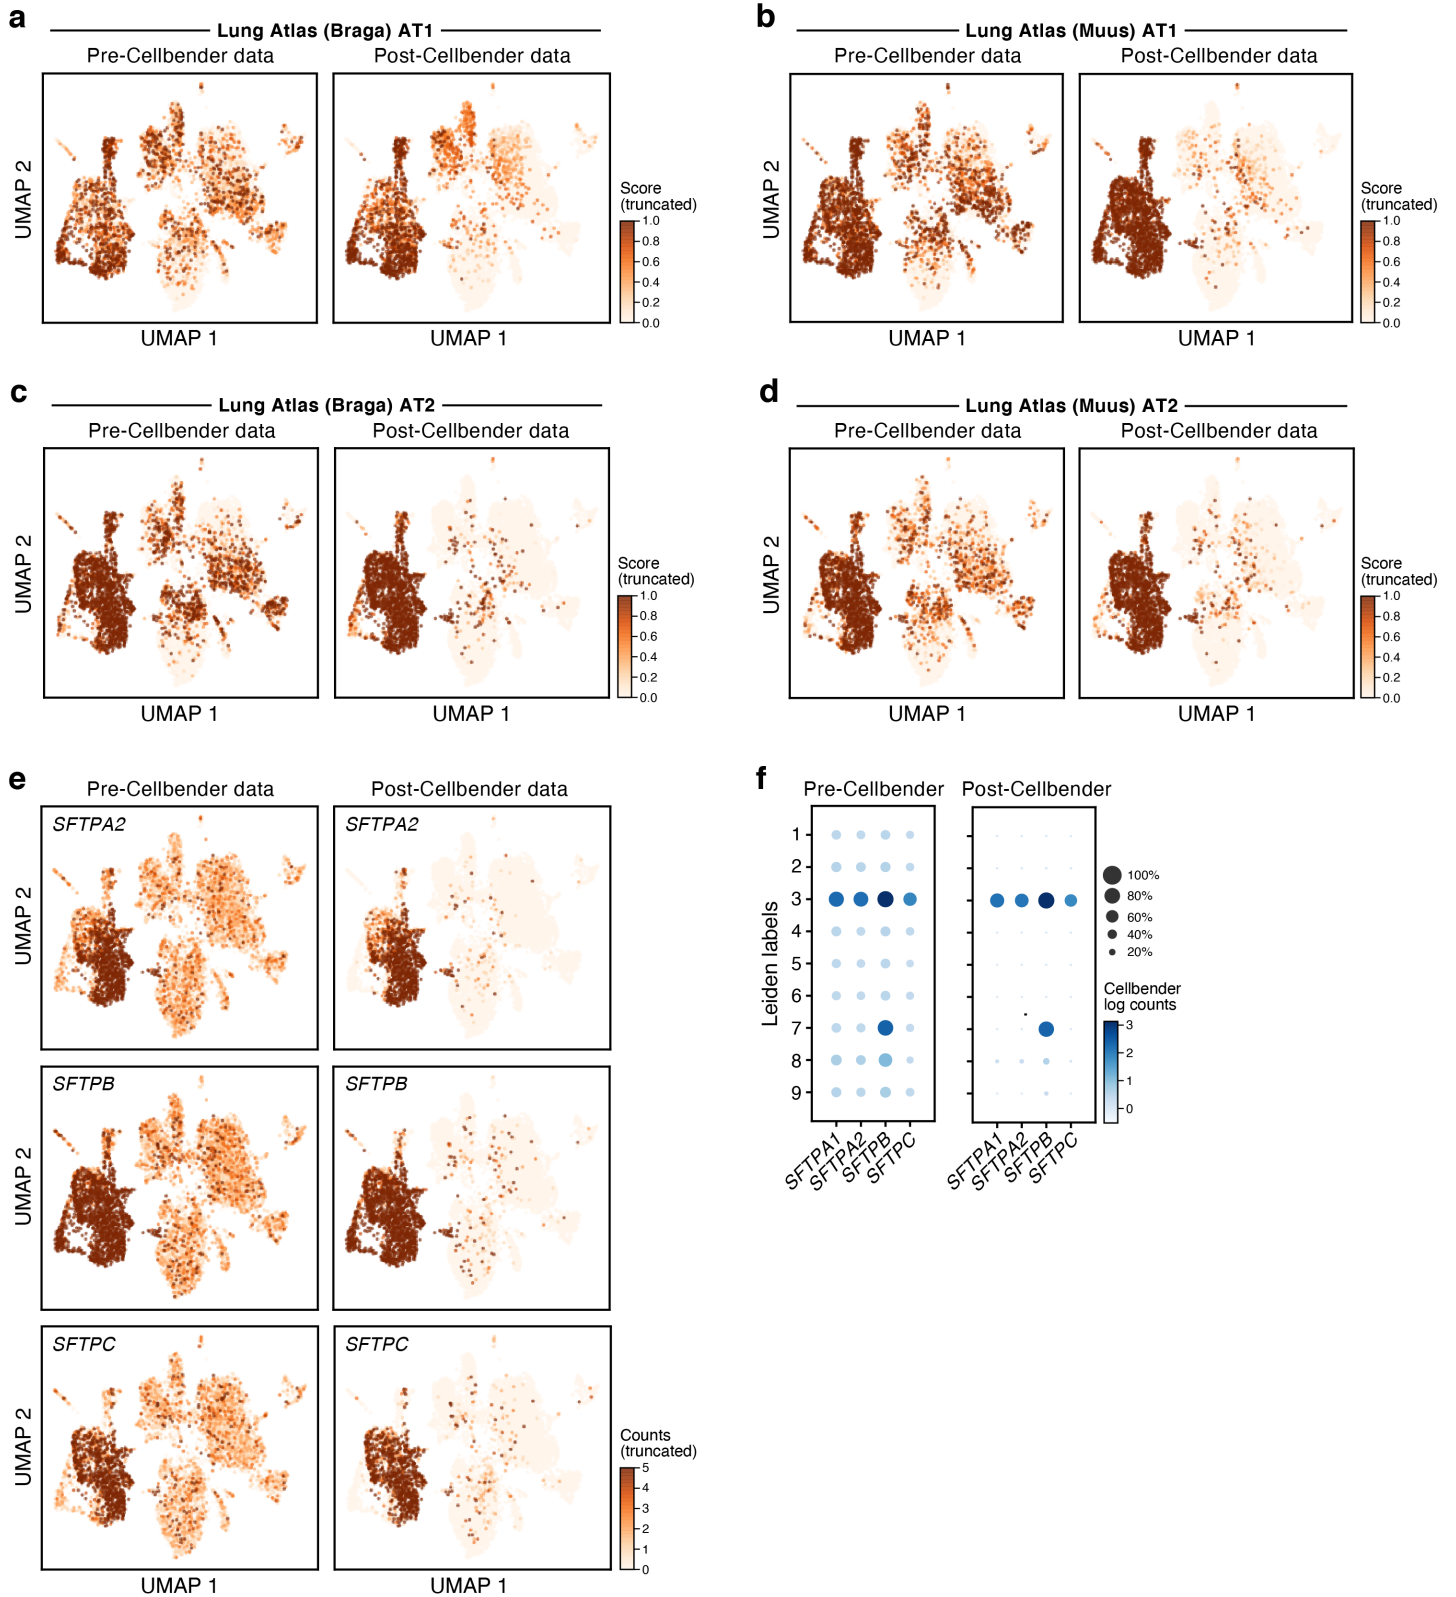 a
Lung Atlas (Braga) AT1
Pre-Cellbender data
Post-Cellbender data
UMAP 2
UMAP 1
UMAP 1
Score
(truncated)
1.0
0.8
0.6
0.4
0.2
0.0
b
Lung Atlas (Muus) AT1
Pre-Cellbender data
Post-Cellbender data
UMAP 2
UMAP 1
UMAP 1
Score
(truncated)
1.0
0.8
0.6
0.4
0.2
0.0
c
Lung Atlas (Braga) AT2
Pre-Cellbender data
Post-Cellbender data
UMAP 2
UMAP 1
UMAP 1
Score
(truncated)
1.0
0.8
0.6
0.4
0.2
0.0
d
Lung Atlas (Muus) AT2
Pre-Cellbender data
Post-Cellbender data
UMAP 2
UMAP 1
UMAP 1
Score
(truncated)
1.0
0.8
0.6
0.4
0.2
0.0
e
Pre-Cellbender data
Post-Cellbender data
SFTPA2
SFTPA2
UMAP 2
SFTPB
SFTPB
UMAP 2
SFTPC
SFTPC
UMAP 2
UMAP 1
UMAP 1
Counts
(truncated)
5
4
3
2
1
0
f
Pre-Cellbender
Post-Cellbender
Leiden labels
1
2
3
4
5
6
7
8
9
SFTPA1
SFTPA2
SFTPB
SFTPC
SFTPA1
SFTPA2
SFTPB
SFTPC
100%
80%
60%
40%
20%
Cellbender
log counts
3
2
1
0